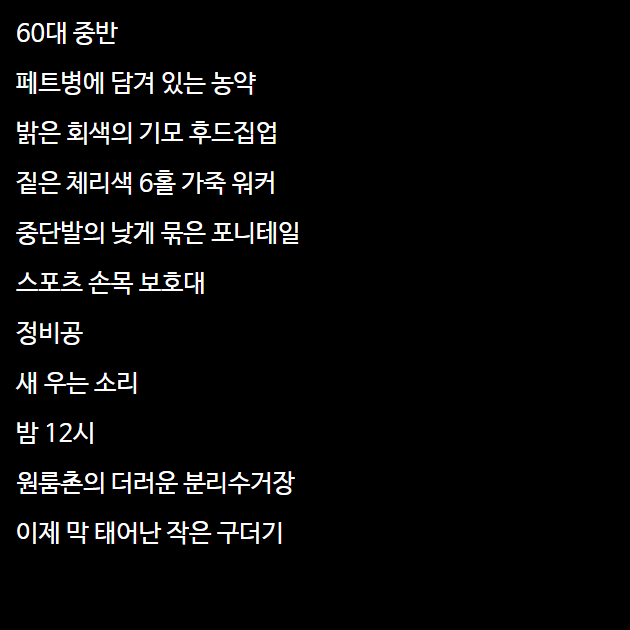 60대 중반
페트병에 담겨 있는 농약
밝은 회색의 기모 후드집업
짙은 체리색 6홀 가죽 워커
중단발의 낮게 묶은 포니테일
스포츠 손목 보호대
정비공
새 우는 소리
밤 12시
원룸촌의 더러운 분리수거장
이제 막 태어난 작은 구더기